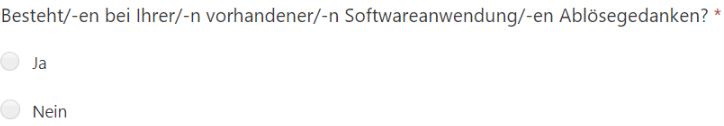 Besteht/-en bei Ihrer/-n vorhandener/-n Softwareanwendung/-en Ablösegedanken? *
Ja
Nein